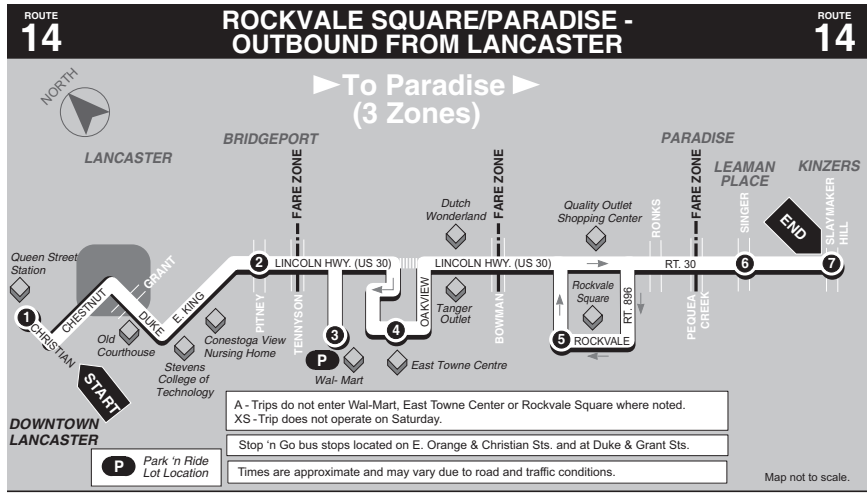 ROUTE
14
ROCKVALE SQUARE/PARADISE -
OUTBOUND FROM LANCASTER
ROUTE
14
NORTH
To Paradise
(3 Zones)
LANCASTER
BRIDGEPORT
PARADISE
LEAMAN
PLACE
KINZERS
FARE ZONE
FARE ZONE
FARE ZONE
Dutch
Wonderland
Quality Outlet
Shopping Center
RONKS
SINGER
END
SLAYMAKER
HILL
Queen Street
Station
GRANT
2
LINCOLN HWY. (US 30)
LINCOLN HWY. (US 30)
RT. 30
6
7
1
CHRISTIAN
CHESTNUT
DUKE
E. KING
PITNEY
TENNYSON
3
4
OAKVIEW
Tanger
Outlet
BOWMAN
Rockvale
Square
RT. 896
5
ROCKVALE
PEQUEA
CREEK
Old
Courthouse
Conestoga View
Nursing Home
Stevens
College of
Technology
P
Wal- Mart
East Towne Centre
START
DOWNTOWN
LANCASTER
A - Trips do not enter Wal-Mart, East Towne Center or Rockvale Square where noted.
XS - Trip does not operate on Saturday.
Stop 'n Go bus stops located on E. Orange & Christian Sts. and at Duke & Grant Sts.
P
Park 'n Ride
Lot Location
Times are approximate and may vary due to road and traffic conditions.
Map not to scale.